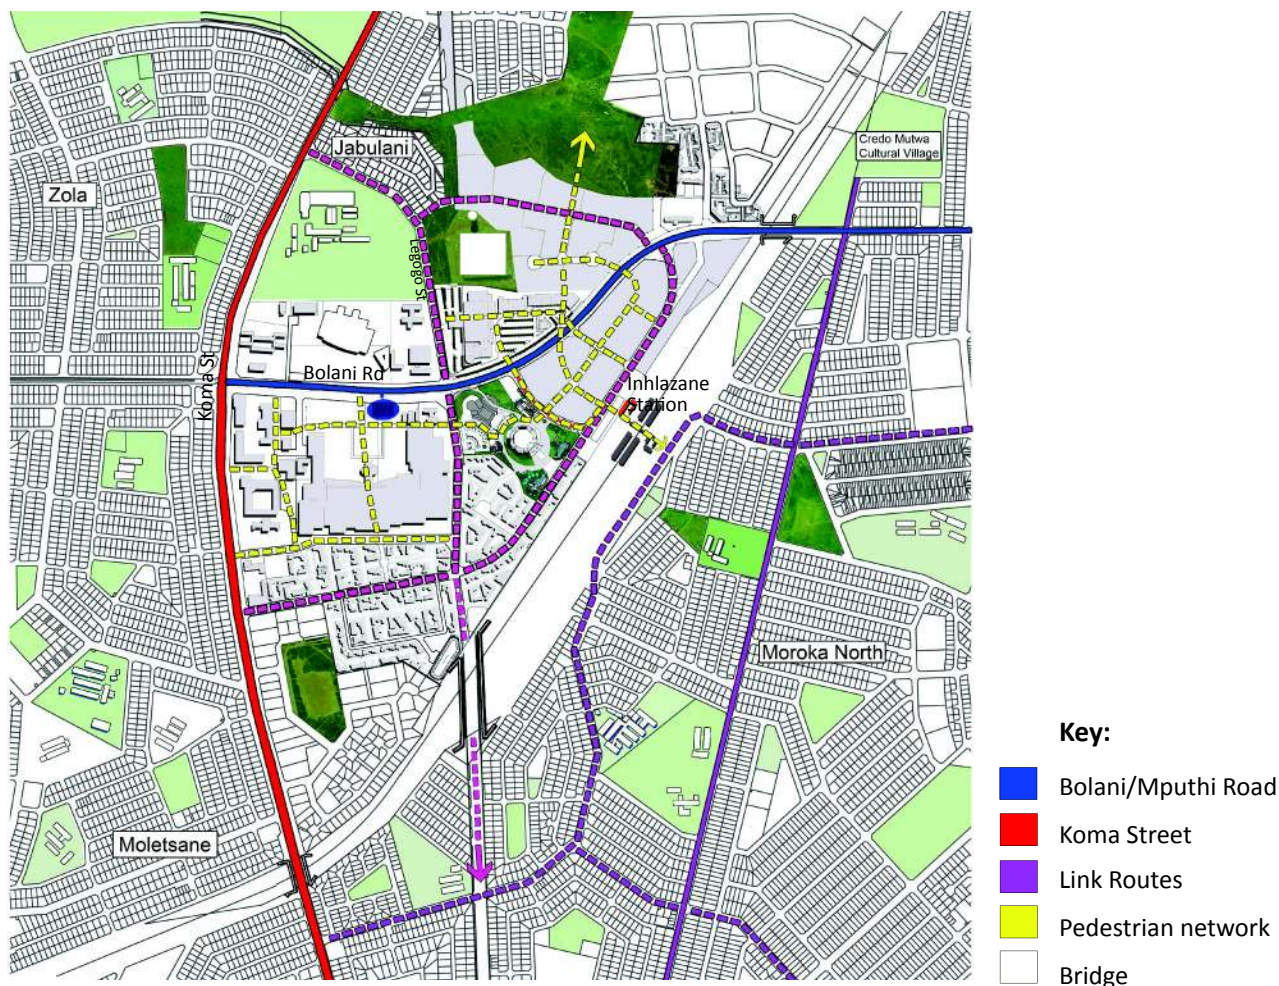 Jabulani
Credo Mutwa
Cultural Village
Zola
Legogo St
Koma St
Bolani Rd
Inhlazane
Station
Moroka North
Moletsane
Key:
Bolani/Mputhi Road
Koma Street
Link Routes
Pedestrian network
Bridge